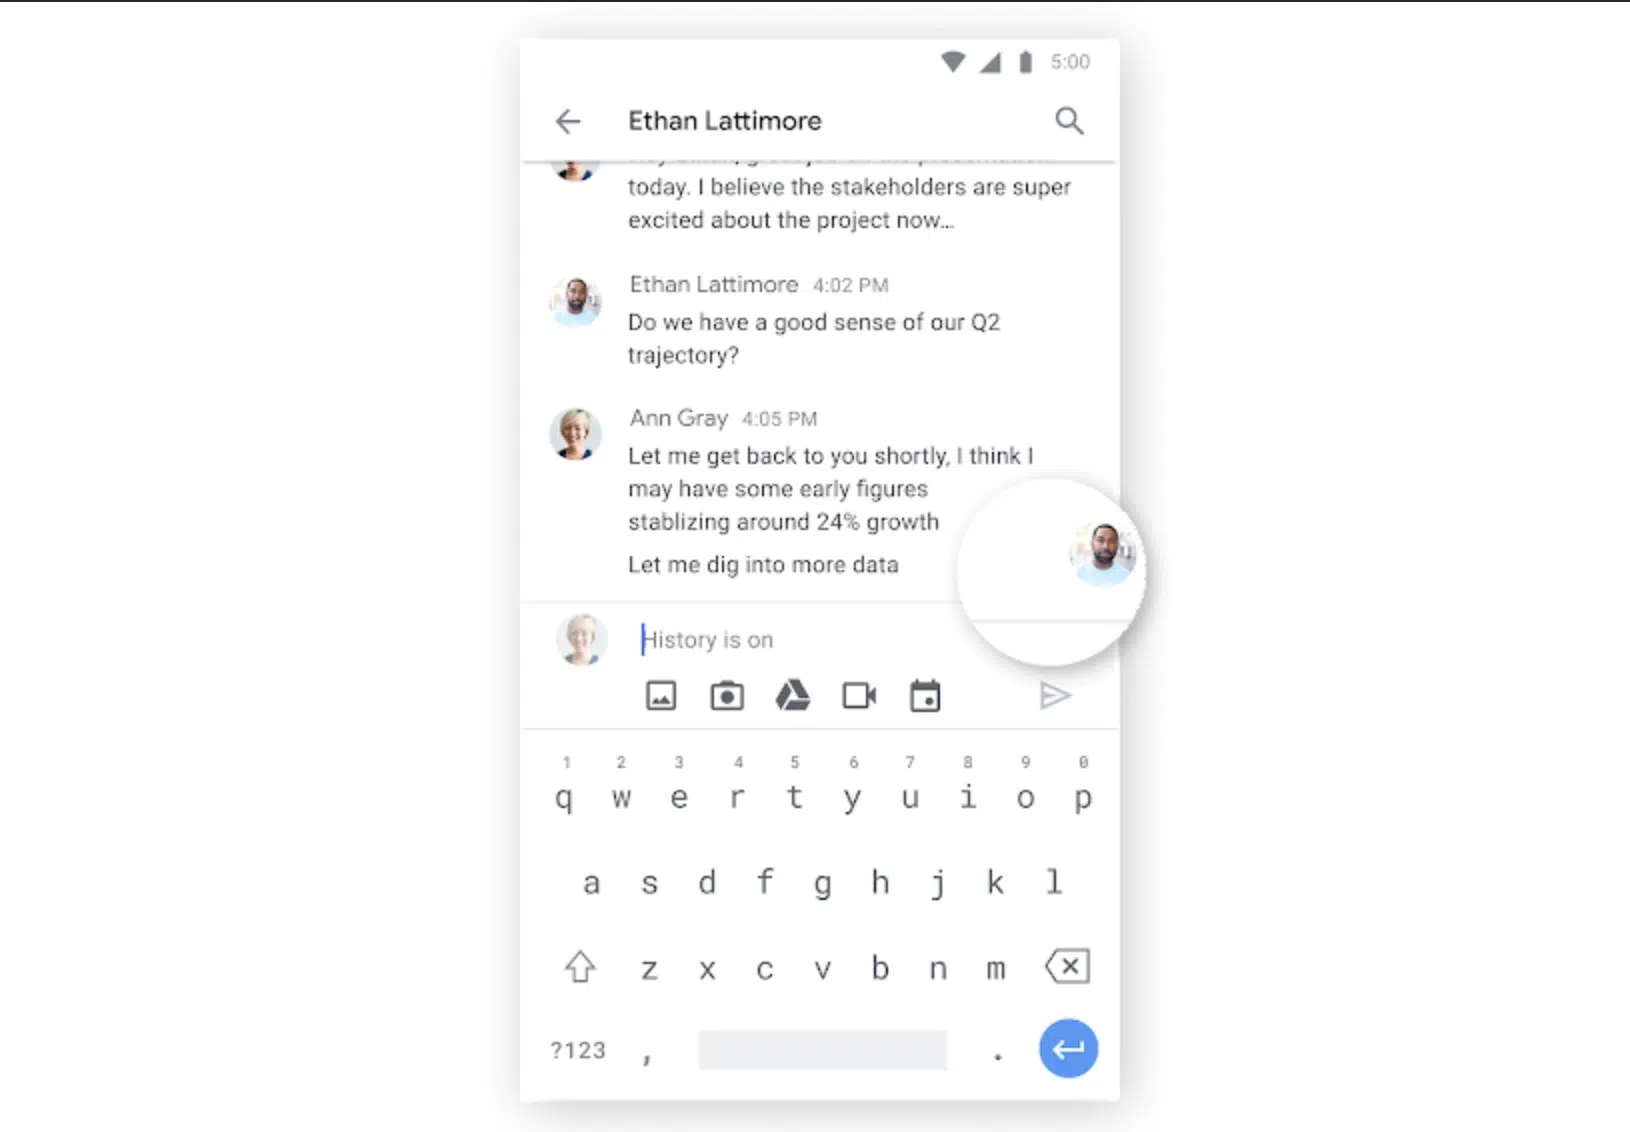 5:00
Ethan Lattimore
today. I believe the stakeholders are super
excited about the project now...
Ethan Lattimore 4:02 PM
Do we have a good sense of our Q2
trajectory?
Ann Gray 4:05 PM
Let me get back to you shortly, I think I
may have some early figures
stablizing around 24% growth
Let me dig into more data
History is on
1 2 3 4 5 6 7 8 9 0
q w e r t y u i o p
a s d f g h j k l
z x c v b n m
?123 , .